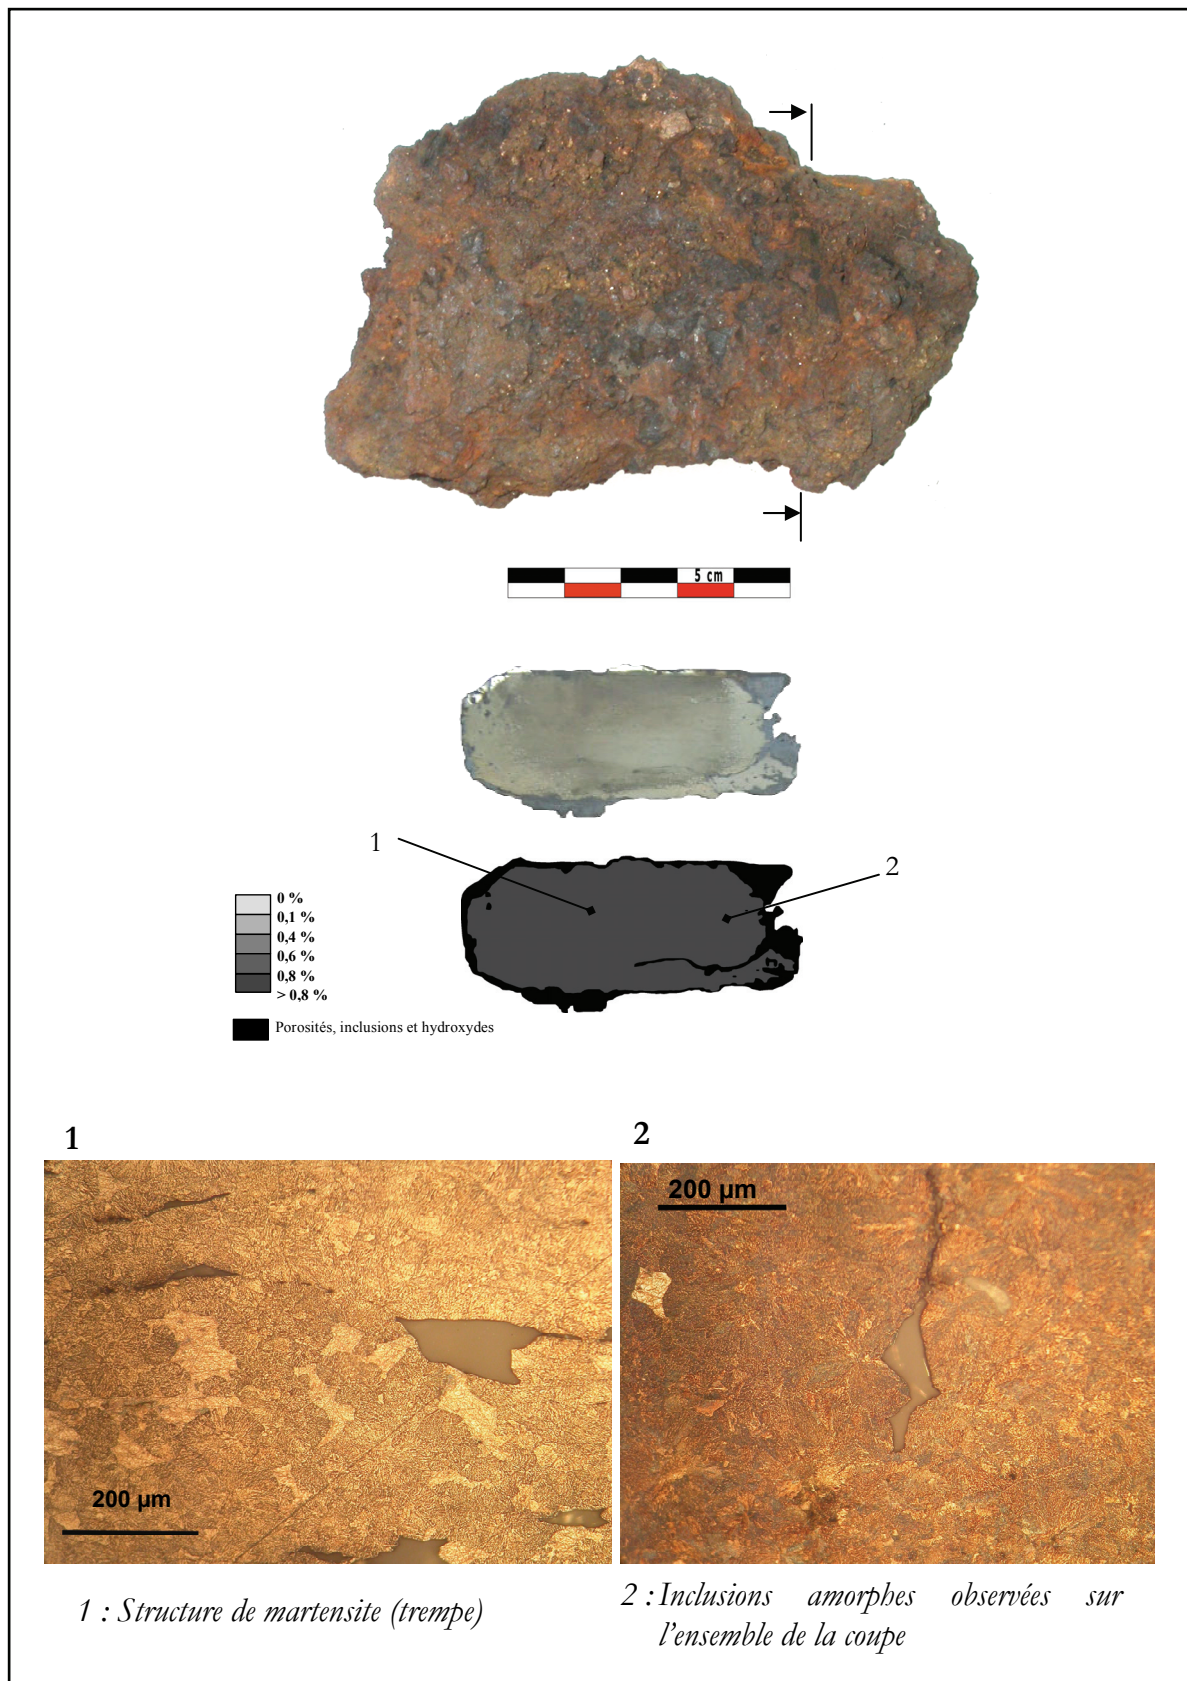 5 cm
1
2
0 %
0,1 %
0,4 %
0,6 %
0,8 %
> 0,8 %
Porosités, inclusions et hydroxydes
1
2
200 µm
200 µm
1 : Structure de martensite (trempe)
2 : Inclusions amorphes observées sur
l'ensemble de la coupe